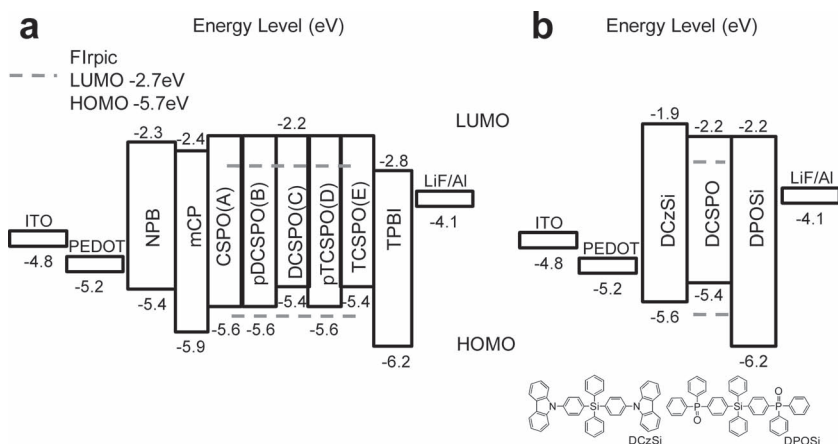 a
Energy Level (eV)
FIrpic
LUMO -2.7eV
HOMO -5.7eV
LUMO
HOMO
-2.3
-2.4
-2.2
-2.8
ITO
-4.8
PEDOT
-5.2
NPB
-5.4
mCP
-5.9
CSPO(A)
-5.6
pDCSPO(B)
-5.6
DCSPO(C)
-5.4
pTCSPO(D)
-5.6
TCSPO(E)
-5.4
TPBI
-6.2
LiF/Al
-4.1
b
Energy Level (eV)
-1.9
-2.2
-2.2
ITO
-4.8
PEDOT
-5.2
DCzSi
-5.6
DCSPO
-5.4
DPOSi
-6.2
LiF/Al
-4.1
N
Si
N
DCzSi
O
P
Si
P
O
DPOSi